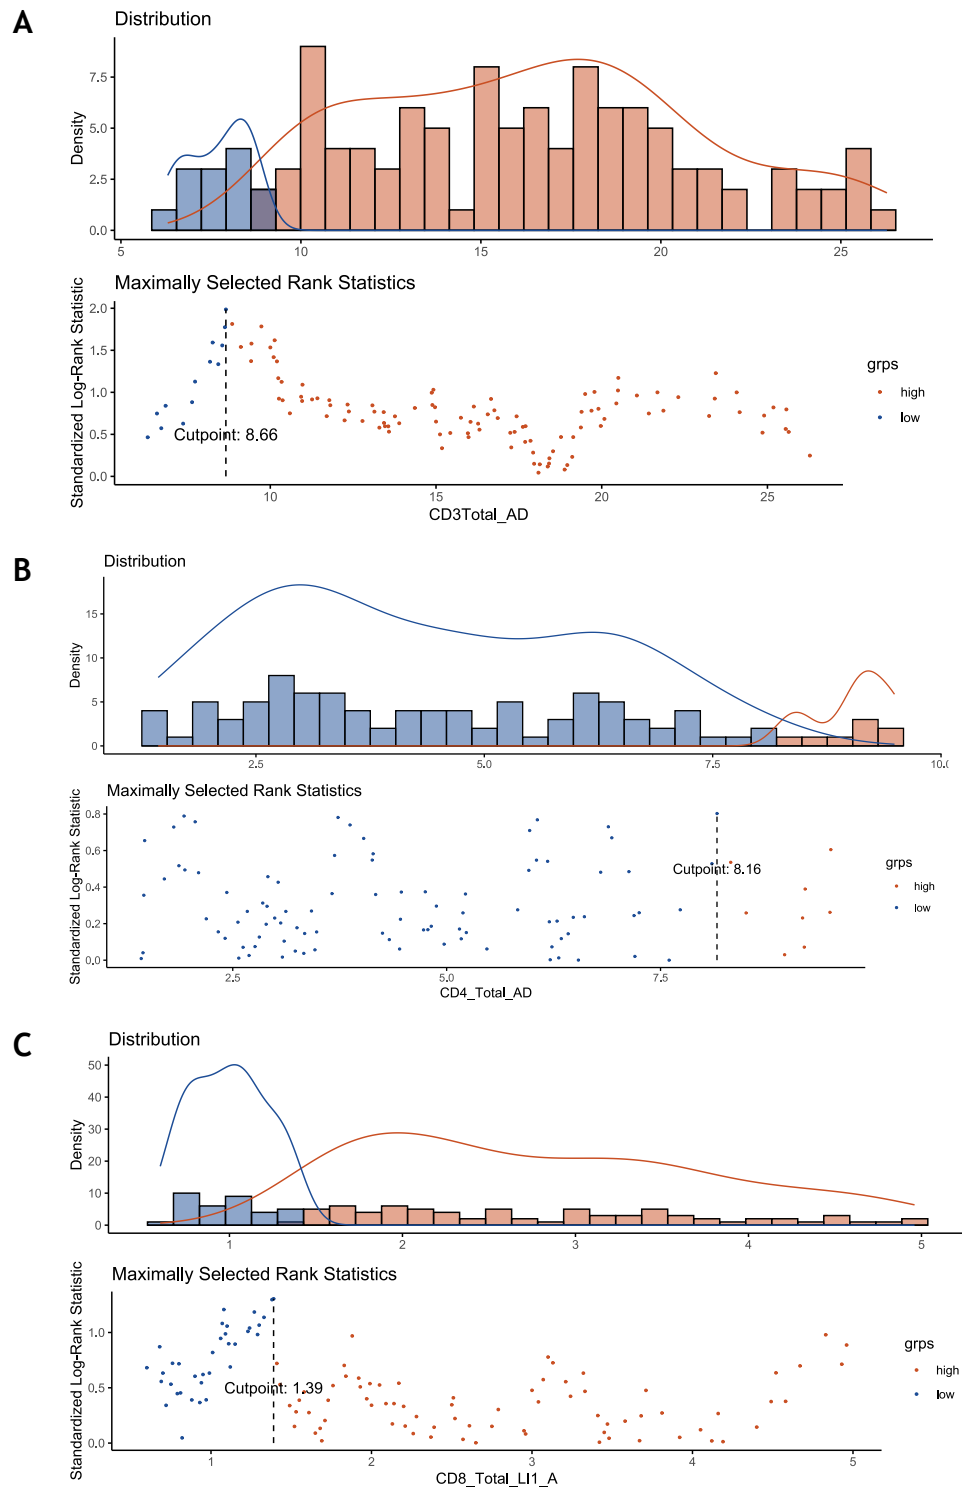 A
Distribution
Density
7.5
5.0
2.5
0.0
5 10 15 20 25
Maximally Selected Rank Statistics
Standardized Log-Rank Statistic
2.0
1.5
1.0
0.5
0.0
Cutpoint: 8.66
10 15 20 25
CD3Total_AD
grps
high
low
B
Distribution
Density
15
10
5
0
2.5 5.0 7.5 10.0
Maximally Selected Rank Statistics
Standardized Log-Rank Statistic
0.8
0.6
0.4
0.2
0.0
Cutpoint: 8.16
2.5 5.0 7.5
CD4_Total_AD
grps
high
low
C
Distribution
Density
50
40
30
20
10
0
1 2 3 4 5
Maximally Selected Rank Statistics
Standardized Log-Rank Statistic
1.0
0.5
0.0
Cutpoint: 1.39
1 2 3 4 5
CD8_Total_LI1_A
grps
high
low